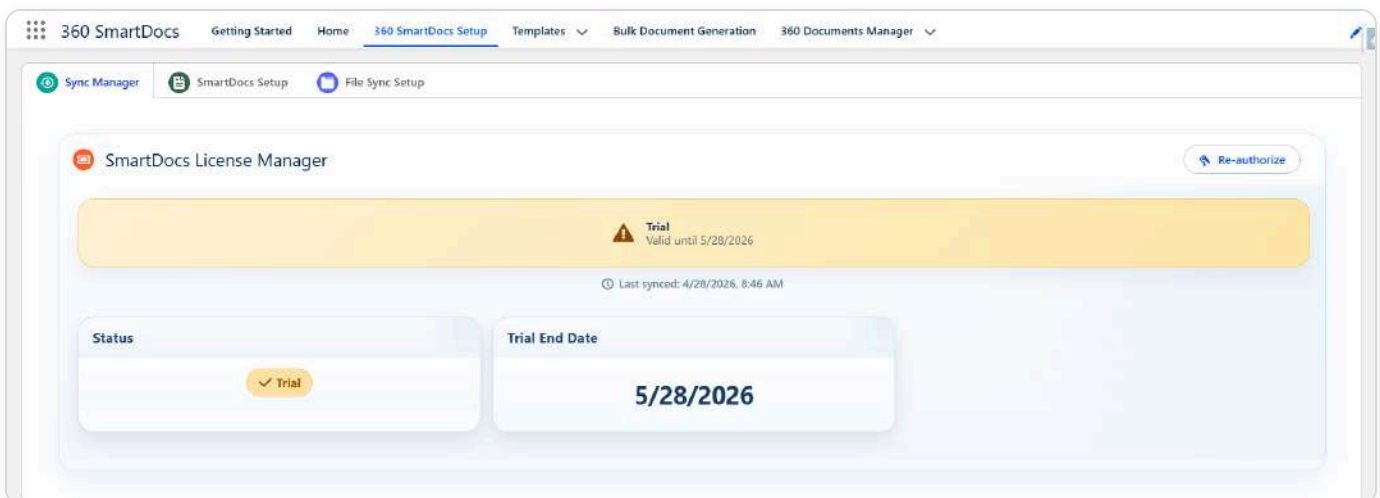 360 SmartDocs Getting Started Home 360 SmartDocs Setup Templates Bulk Document Generation 360 Documents Manager
Sync Manager SmartDocs Setup File Sync Setup
SmartDocs License Manager Re-authorize
Trial
Valid until 5/28/2026
Last synced: 4/28/2026, 8:46 AM
Status Trial End Date
Trial 5/28/2026